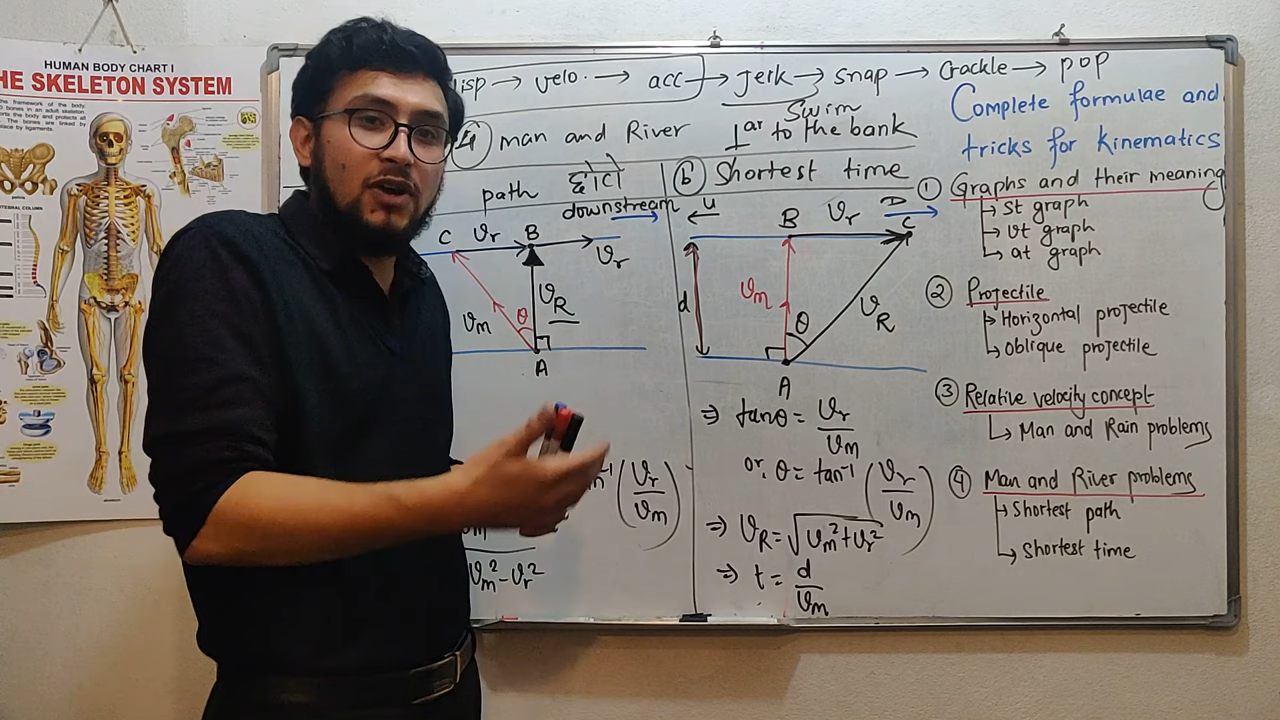 HUMAN BODY CHART I
HE SKELETON SYSTEM
isp → velo. → acc → Jerk → snap → Crackle → pop
④ man and River
Swim
⊥ar to the bank
path छोटो
downstream
C vr B vr
vR
vm θ
A
-1 (vr/vm)
vm²-vr²
ⓑ Shortest time
u B vr D C
d vm θ vR
A
⇒ tanθ = vr/vm
or, θ = tan-1 (vr/vm)
⇒ vR = √vm²+vr²
⇒ t = d/vm
Complete formulae and
tricks for kinematics
① Graphs and their meaning
st graph
vt graph
at graph
② Projectile
Horizontal projectile
oblique projectile
③ Relative velocity concept
Man and Rain problems
④ Man and River problems
shortest path
shortest time